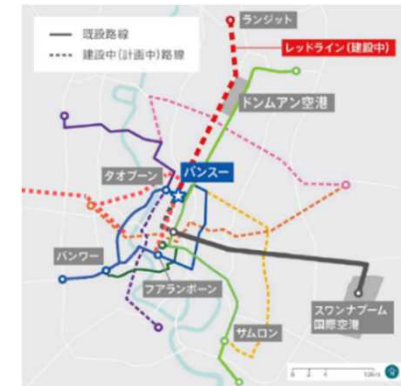 ランジット
既設路線
建設中(計画中)路線
レッドライン(建設中)
ドンムアン空港
タオプーン
バンスー
バンワー
フアランポーン
スワンナプーム
国際空港
サムロン